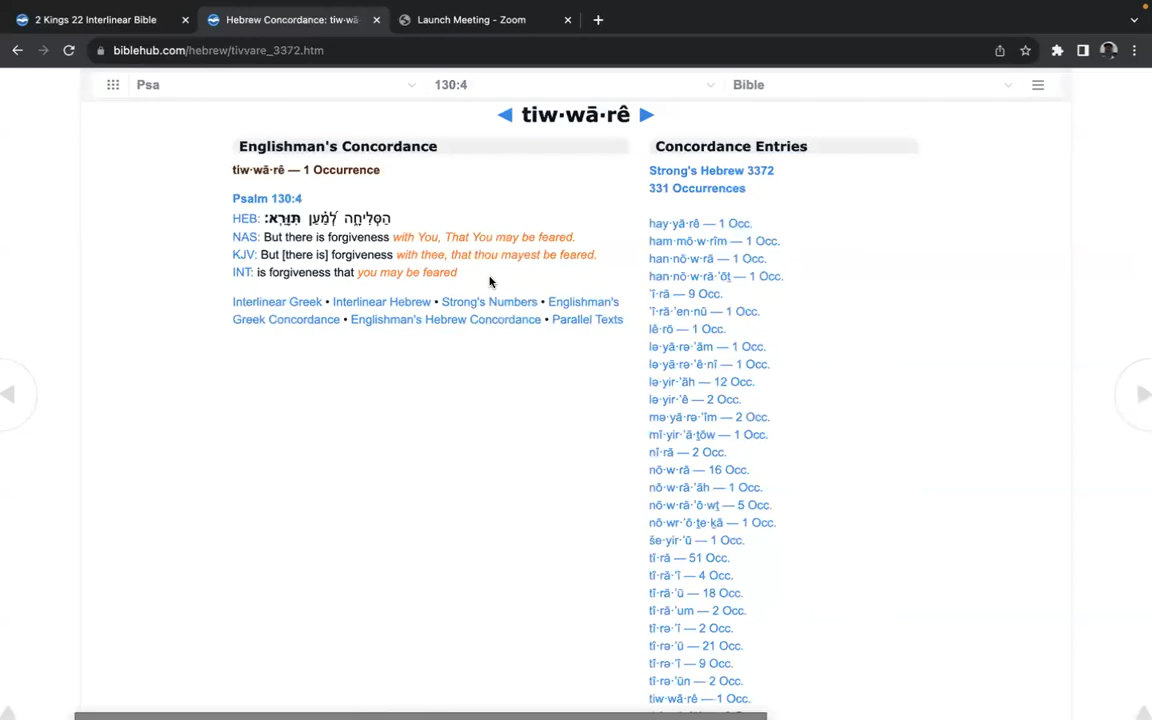 2 Kings 22 Interlinear Bible
Hebrew Concordance: tiw·wā
Launch Meeting - Zoom
biblehub.com/hebrew/tivvare_3372.htm
Psa
130:4
Bible
tiw·wā·rê
Englishman's Concordance
tiw·wā·rê — 1 Occurrence
Psalm 130:4
HEB: הַסְּלִיחָ֑ה לְ֝מַ֗עַן תִּוָּרֵֽא׃
NAS: But there is forgiveness with You, That You may be feared.
KJV: But [there is] forgiveness with thee, that thou mayest be feared.
INT: is forgiveness that you may be feared
Interlinear Greek • Interlinear Hebrew • Strong's Numbers • Englishman's
Greek Concordance • Englishman's Hebrew Concordance • Parallel Texts
Concordance Entries
Strong's Hebrew 3372
331 Occurrences
hay·yā·rê — 1 Occ.
ham·mō·w·rîm — 1 Occ.
han·nō·w·rā — 1 Occ.
han·nō·w·rā·'ōṯ — 1 Occ.
'î·rā — 9 Occ.
'î·rā·'en·nū — 1 Occ.
lê·rō — 1 Occ.
lə·yā·rə·'ām — 1 Occ.
lə·yā·rə·'ê·nî — 1 Occ.
lə·yir·'āh — 12 Occ.
lə·yir·'ê — 2 Occ.
mə·yā·rə·'îm — 2 Occ.
mî·yir·'ā·ṯōw — 1 Occ.
nî·rā — 2 Occ.
nō·w·rā — 16 Occ.
nō·w·rā·'āh — 1 Occ.
nō·w·rā·'ō·wṯ — 5 Occ.
nō·wr·'ō·ṯe·ḵā — 1 Occ.
še·yir·'ū — 1 Occ.
tî·rā — 51 Occ.
tî·rā·'î — 4 Occ.
tî·rā·'ū — 18 Occ.
tî·rā·'um — 2 Occ.
tî·rə·'î — 2 Occ.
tî·rə·'ū — 21 Occ.
tî·rə·'î — 9 Occ.
tî·rə·'ūn — 2 Occ.
tiw·wā·rê — 1 Occ.